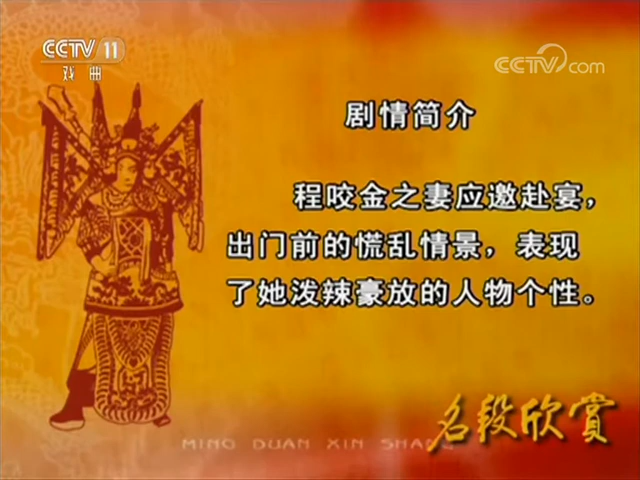 CCTV 11
戏曲
CCTV.com
剧情简介
程咬金之妻应邀赴宴，
出门前的慌乱情景，表现
了她泼辣豪放的人物个性。
名段欣赏
MING DUAN XIN SHANG